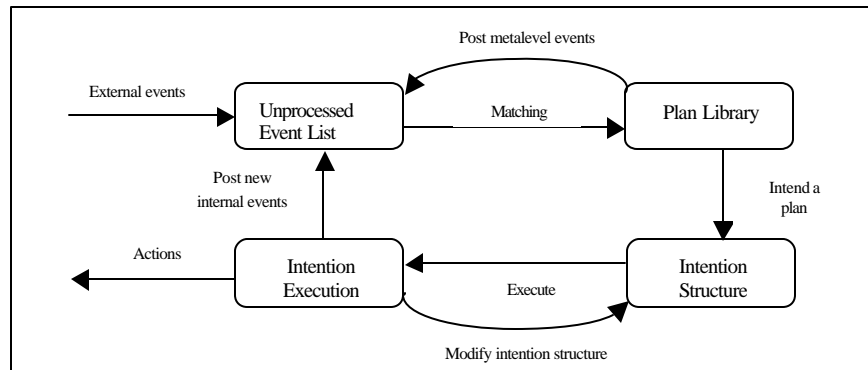 Post metalevel events
External events
Unprocessed
Event List
Matching
Plan Library
Post new
internal events
Intend a
plan
Actions
Intention
Execution
Execute
Intention
Structure
Modify intention structure